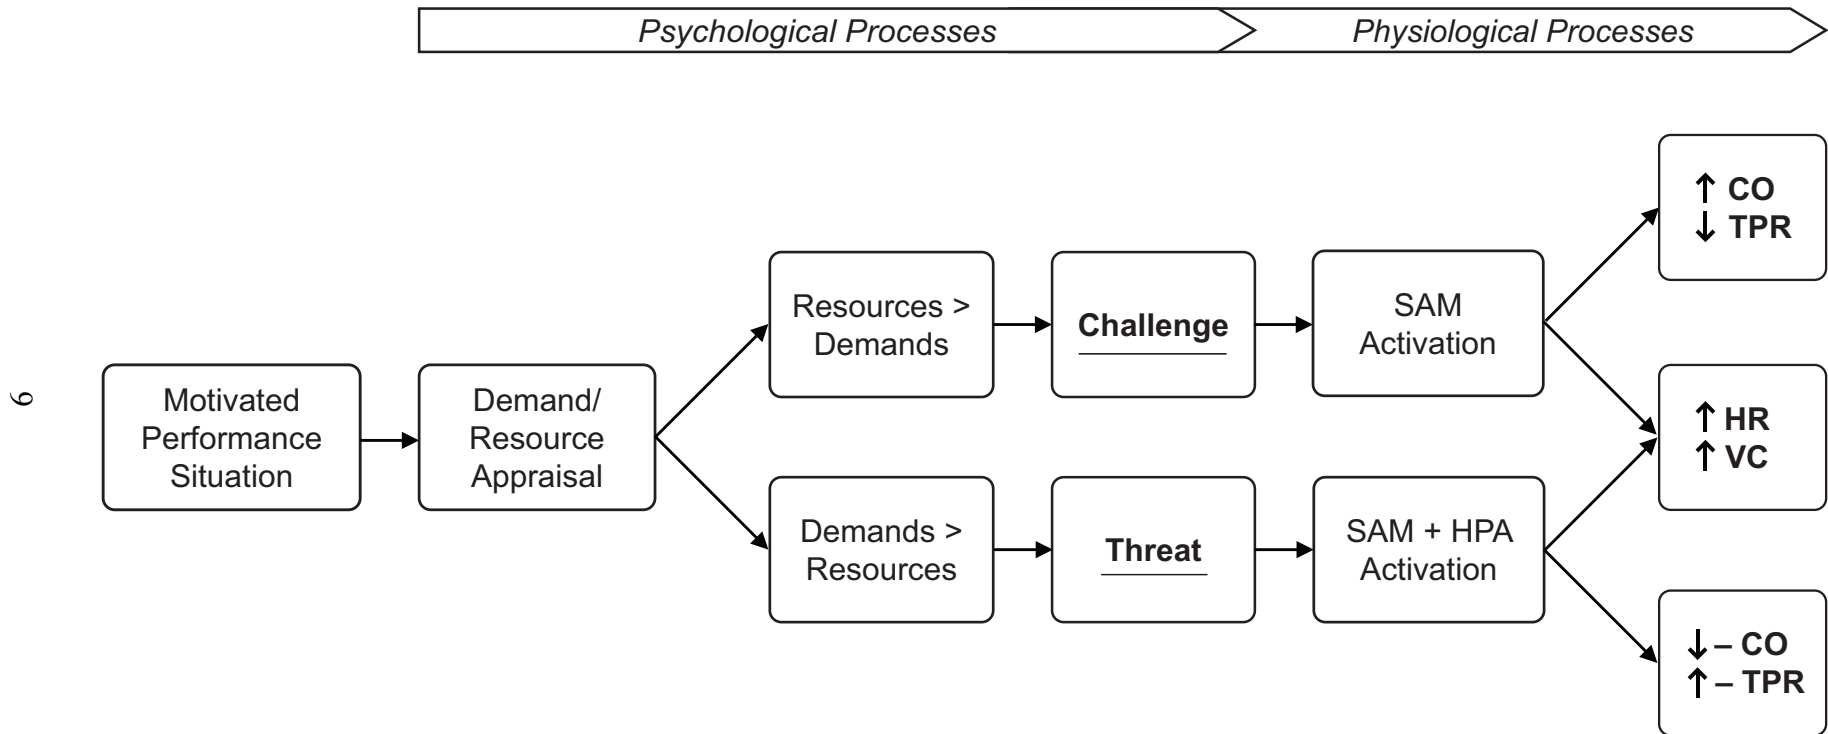 Psychological Processes
Physiological Processes
↑ CO
↓ TPR
Resources >
Demands
Challenge
SAM
Activation
Motivated
Performance
Situation
Demand/
Resource
Appraisal
↑ HR
↑ VC
Demands >
Resources
Threat
SAM + HPA
Activation
↓ – CO
↑ – TPR
9